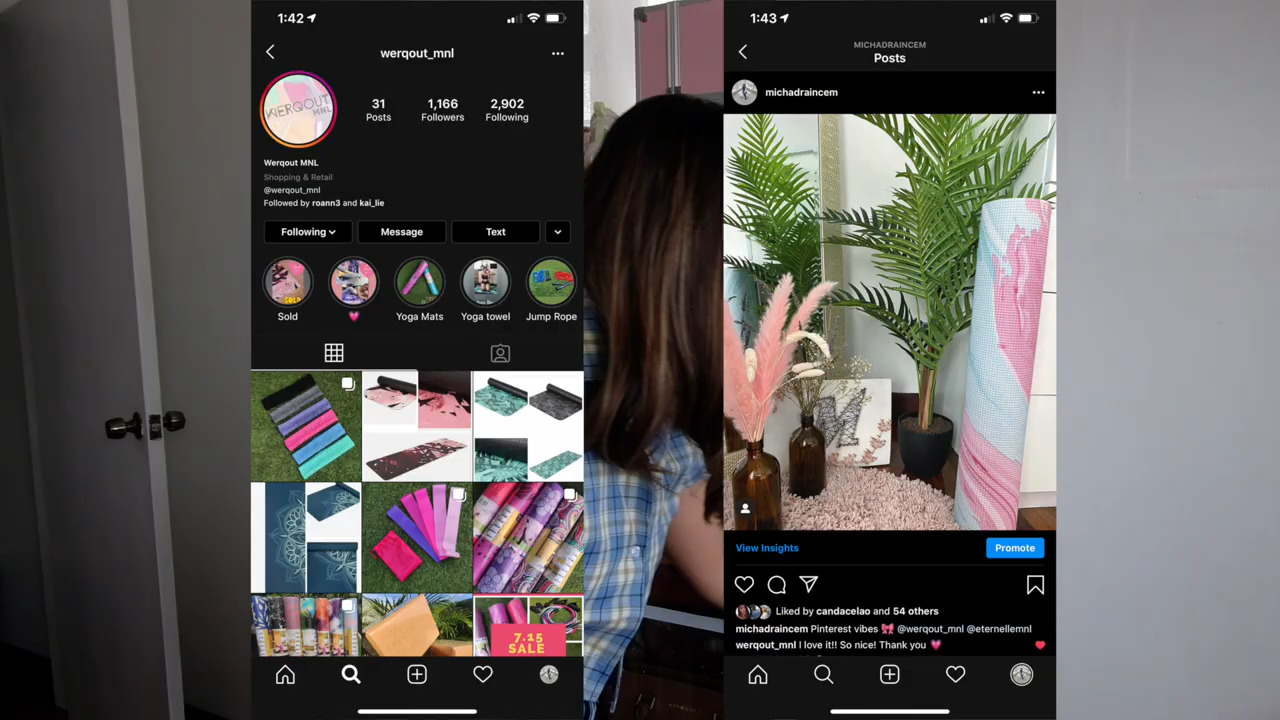 1:42
werqout_mnl
WERQOUT
MNL
31
Posts
1,166
Followers
2,902
Following
Werqout MNL
Shopping & Retail
@werqout_mnl
Followed by roann3 and kai_lie
Following
Message
Text
SOLD
Sold
Yoga Mats
Yoga towel
Jump Rope
7.15
SALE
1:43
MICHADRAINCEM
Posts
michadraincem
View Insights
Promote
Liked by candacelao and 54 others
michadraincem Pinterest vibes 🎀 @werqout_mnl @eternellemnl
werqout_mnl I love it!! So nice! Thank you 💗